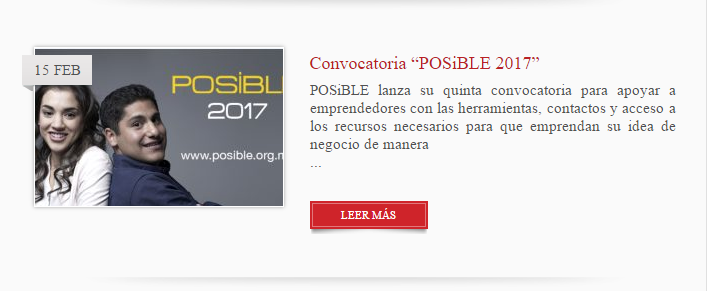 15 FEB
POSiBLE
2017
www.posible.org.m
Convocatoria “POSiBLE 2017”
POSiBLE lanza su quinta convocatoria para apoyar a
emprendedores con las herramientas, contactos y acceso a
los recursos necesarios para que emprendan su idea de
negocio de manera
...
LEER MÁS